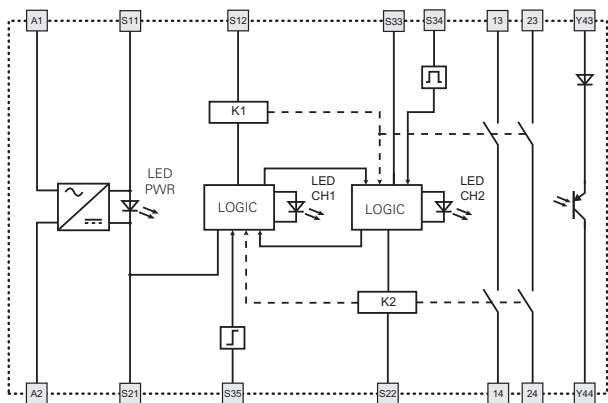 A1 S11 S12 S33 S34 13 23 Y43
K1
LED
PWR
LED
CH1
LED
CH2
LOGIC LOGIC
K2
A2 S21 S35 S22 14 24 Y44